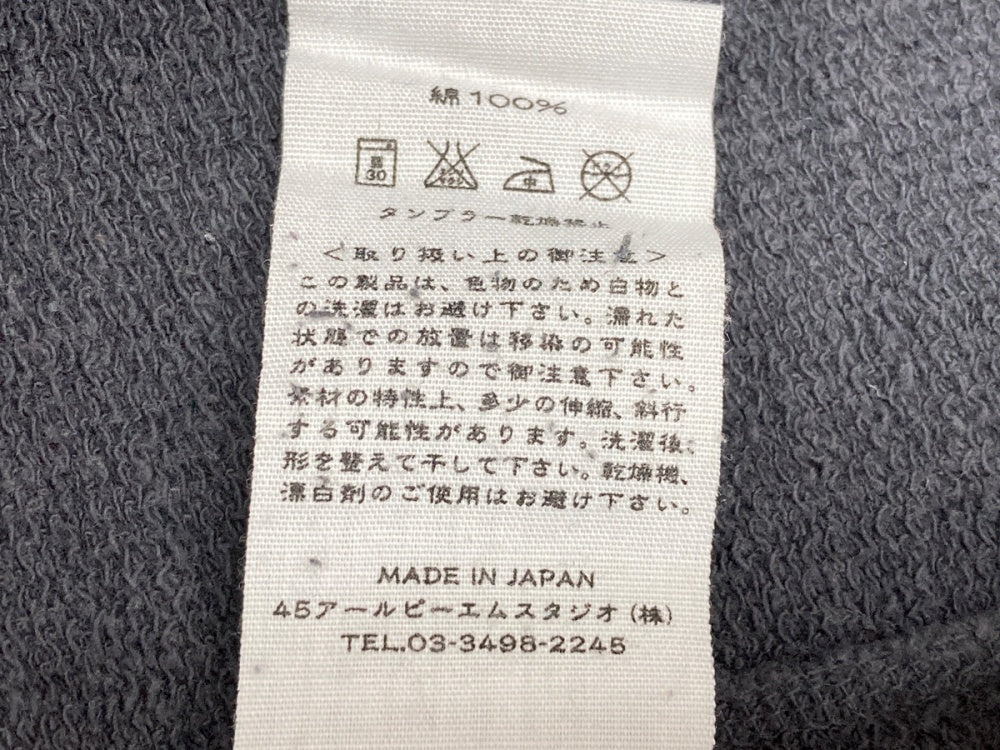 綿100%
30
中
タンブラー乾燥禁止
<取り扱い上の御注意>
この製品は、色物のため白物と
の洗濯はお避け下さい。濡れた
状態での放置は移染の可能性
がありますので御注意下さい。
素材の特性上、多少の伸縮、斜行
する可能性があります。洗濯後、
形を整えて干して下さい。乾燥機、
漂白剤のご使用はお避け下さい。
MADE IN JAPAN
45アールピーエムスタジオ(株)
TEL.03-3498-2245